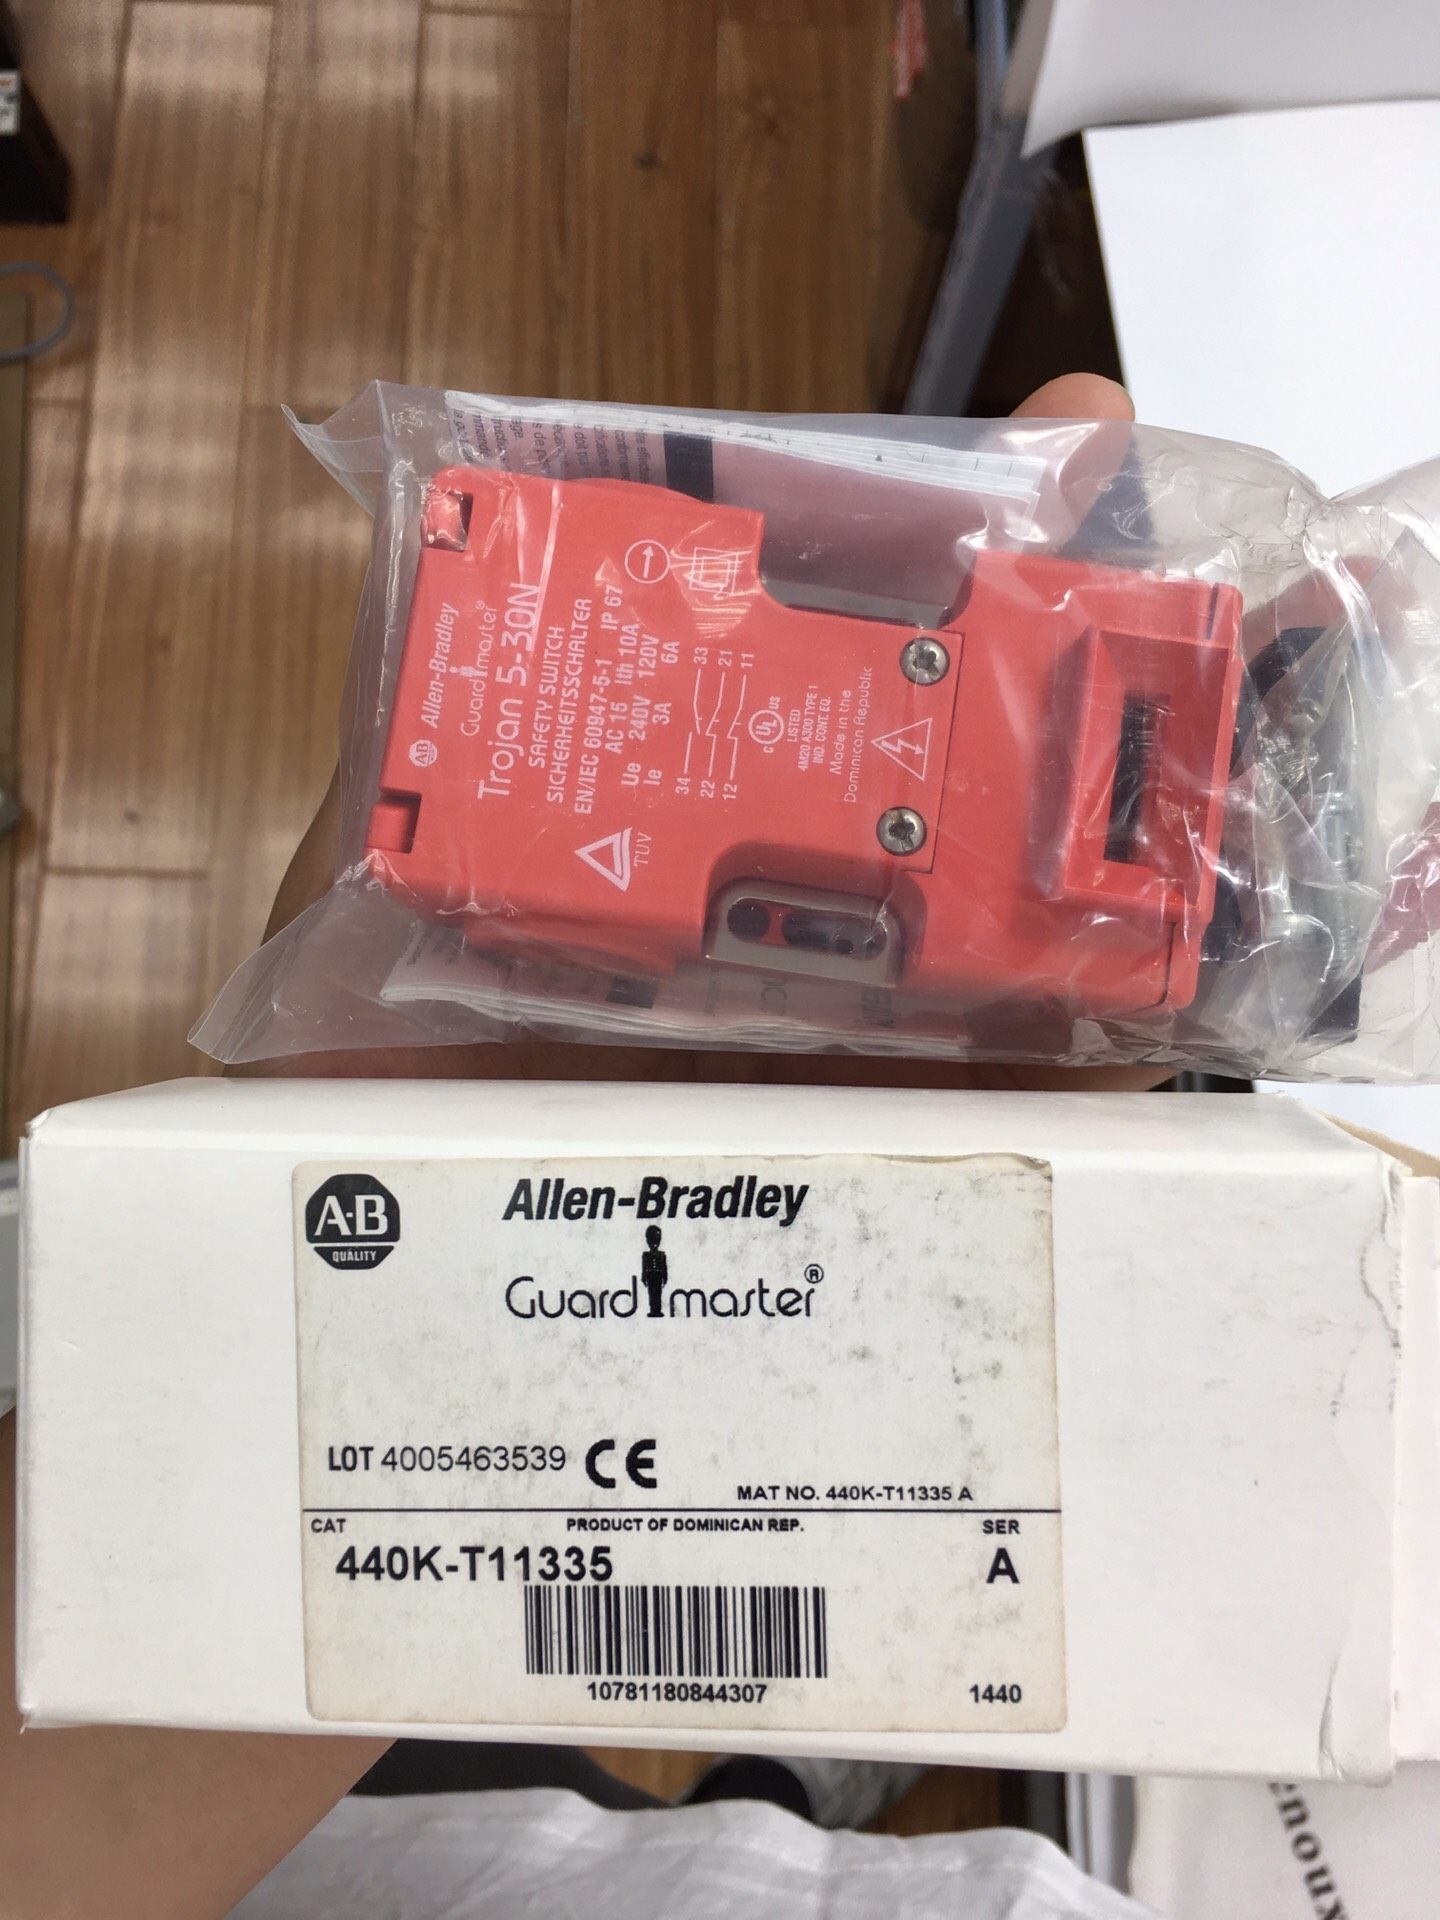 A·B Allen-Bradley
Guardmaster®
Trojan 5-30N
SAFETY SWITCH
SICHERHEITSSCHALTER
EN/IEC 60947-5-1 IP 67
AC 15 Ith 10A
Ue 240V 120V
Ie 3A 6A
TUV
34 33
22 21
12 11
c UL US
LISTED
4M20 A300 TYPE 1
IND. CONT. EQ.
Made in the
Dominican Republic
A·B
QUALITY
Allen-Bradley
Guardmaster®
LOT 4005463539 CE
MAT NO. 440K-T11335 A
CAT PRODUCT OF DOMINICAN REP. SER
440K-T11335 A
10781180844307 1440